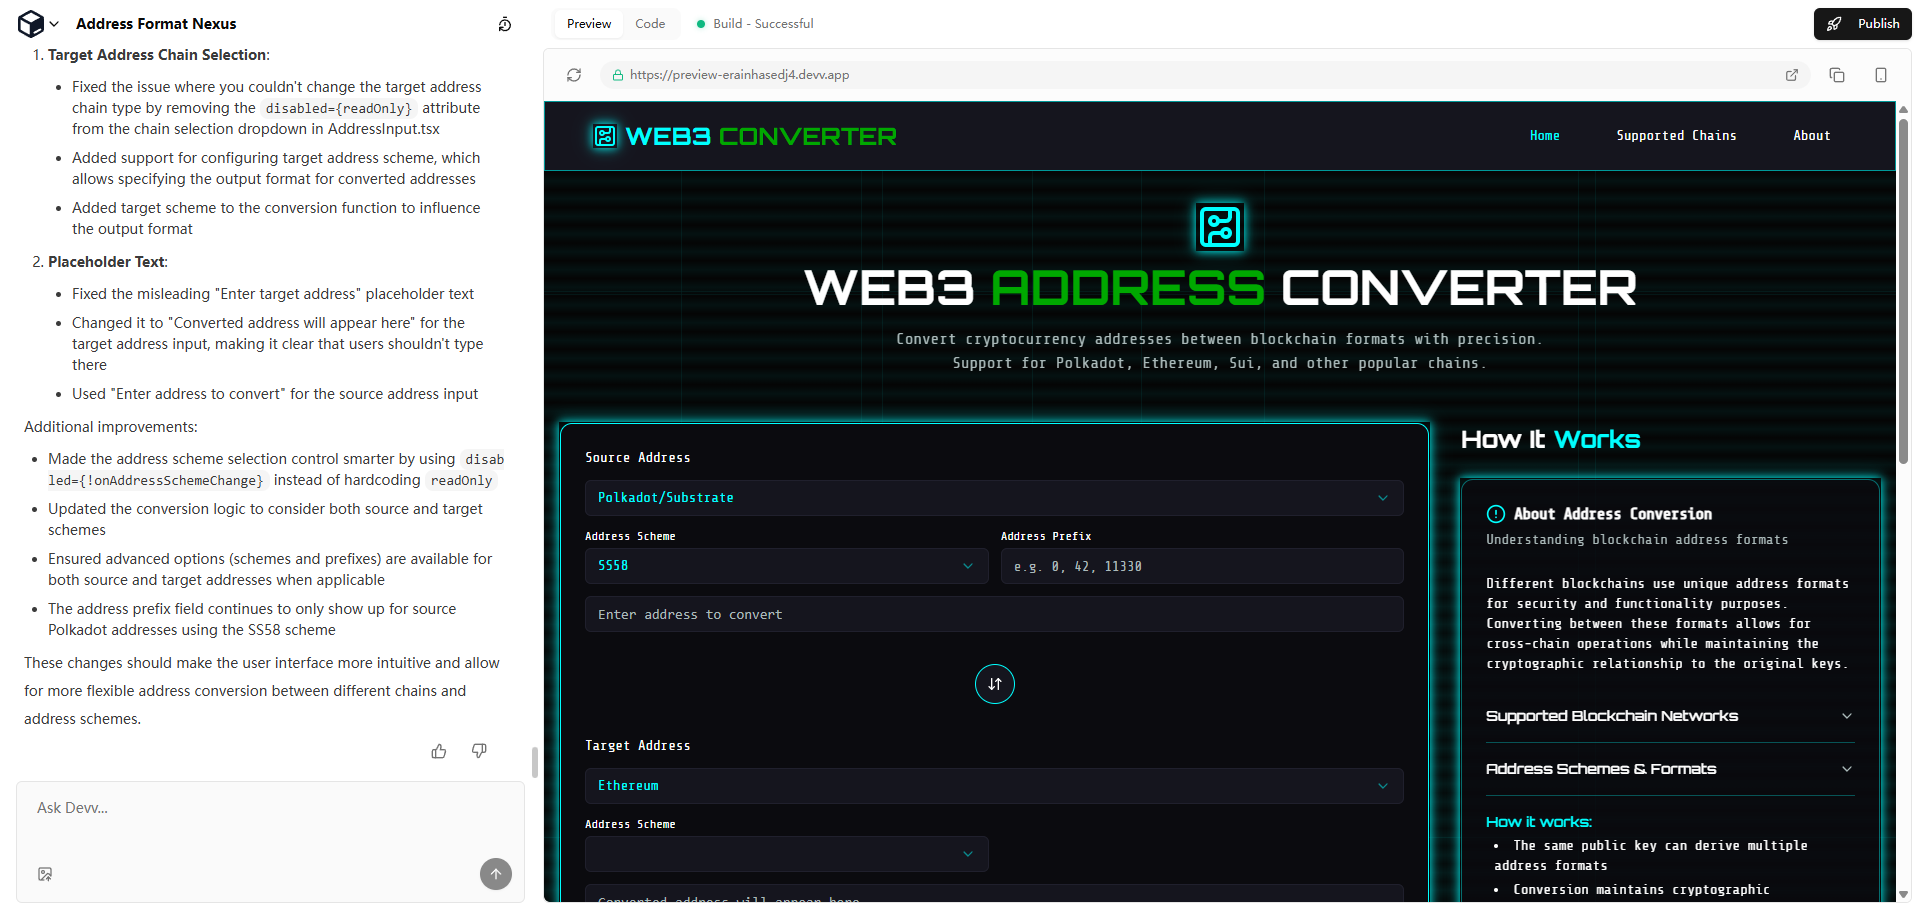 Address Format Nexus
1. Target Address Chain Selection:
• Fixed the issue where you couldn't change the target address
chain type by removing the disabled={readOnly} attribute
from the chain selection dropdown in AddressInput.tsx
• Added support for configuring target address scheme, which
allows specifying the output format for converted addresses
• Added target scheme to the conversion function to influence
the output format
2. Placeholder Text:
• Fixed the misleading "Enter target address" placeholder text
• Changed it to "Converted address will appear here" for the
target address input, making it clear that users shouldn't type
there
• Used "Enter address to convert" for the source address input
Additional improvements:
• Made the address scheme selection control smarter by using disab
led={!onAddressSchemeChange} instead of hardcoding readOnly
• Updated the conversion logic to consider both source and target
schemes
• Ensured advanced options (schemes and prefixes) are available for
both source and target addresses when applicable
• The address prefix field continues to only show up for source
Polkadot addresses using the SS58 scheme
These changes should make the user interface more intuitive and allow
for more flexible address conversion between different chains and
address schemes.
Ask Devv...
Preview
Code
Build - Successful
Publish
https://preview-erainhasedj4.devv.app
WEB3 CONVERTER
Home
Supported Chains
About
WEB3 ADDRESS CONVERTER
Convert cryptocurrency addresses between blockchain formats with precision.
Support for Polkadot, Ethereum, Sui, and other popular chains.
Source Address
Polkadot/Substrate
Address Scheme
Address Prefix
SS58
e.g. 0, 42, 11330
Enter address to convert
Target Address
Ethereum
Address Scheme
Converted address will appear here
How It Works
About Address Conversion
Understanding blockchain address formats
Different blockchains use unique address formats
for security and functionality purposes.
Converting between these formats allows for
cross-chain operations while maintaining the
cryptographic relationship to the original keys.
Supported Blockchain Networks
Address Schemes & Formats
How it works:
• The same public key can derive multiple
address formats
• Conversion maintains cryptographic